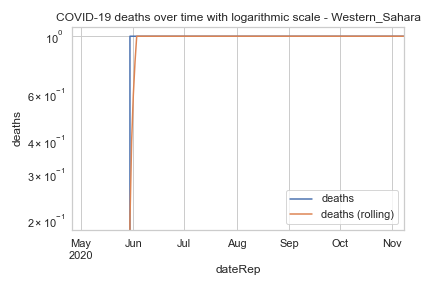 COVID-19 deaths over time with logarithmic scale - Western_Sahara
10⁰
6 × 10⁻¹
4 × 10⁻¹
3 × 10⁻¹
2 × 10⁻¹
deaths
deaths
deaths (rolling)
May Jun Jul Aug Sep Oct Nov
2020
dateRep